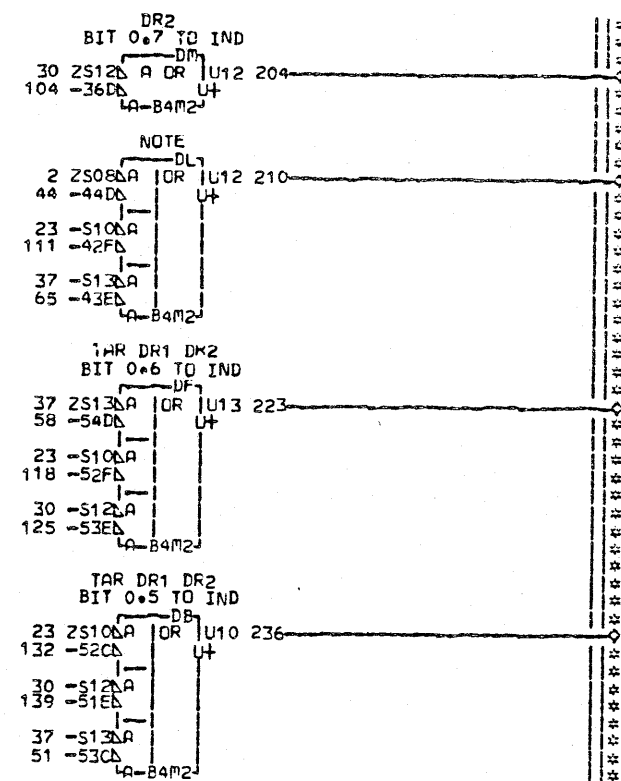 DR2
BIT 0.7 TO IND
DM
30 ZS12 A OR U12 204
104 -36D U+
A-B4M2
NOTE
DL
2 ZS08 A OR U12 210
44 -44D U+
23 -S10 A
111 -42F
37 -S13 A
65 -43E
A-B4M2
TAR DR1 DR2
BIT 0.6 TO IND
DF
37 ZS13 A OR U13 223
58 -54D U+
23 -S10 A
118 -52F
30 -S12 A
125 -53E
A-B4M2
TAR DR1 DR2
BIT 0.5 TO IND
DB
23 ZS10 A OR U10 236
132 -52C U+
30 -S12 A
139 -51E
37 -S13 A
51 -53C
A-B4M2